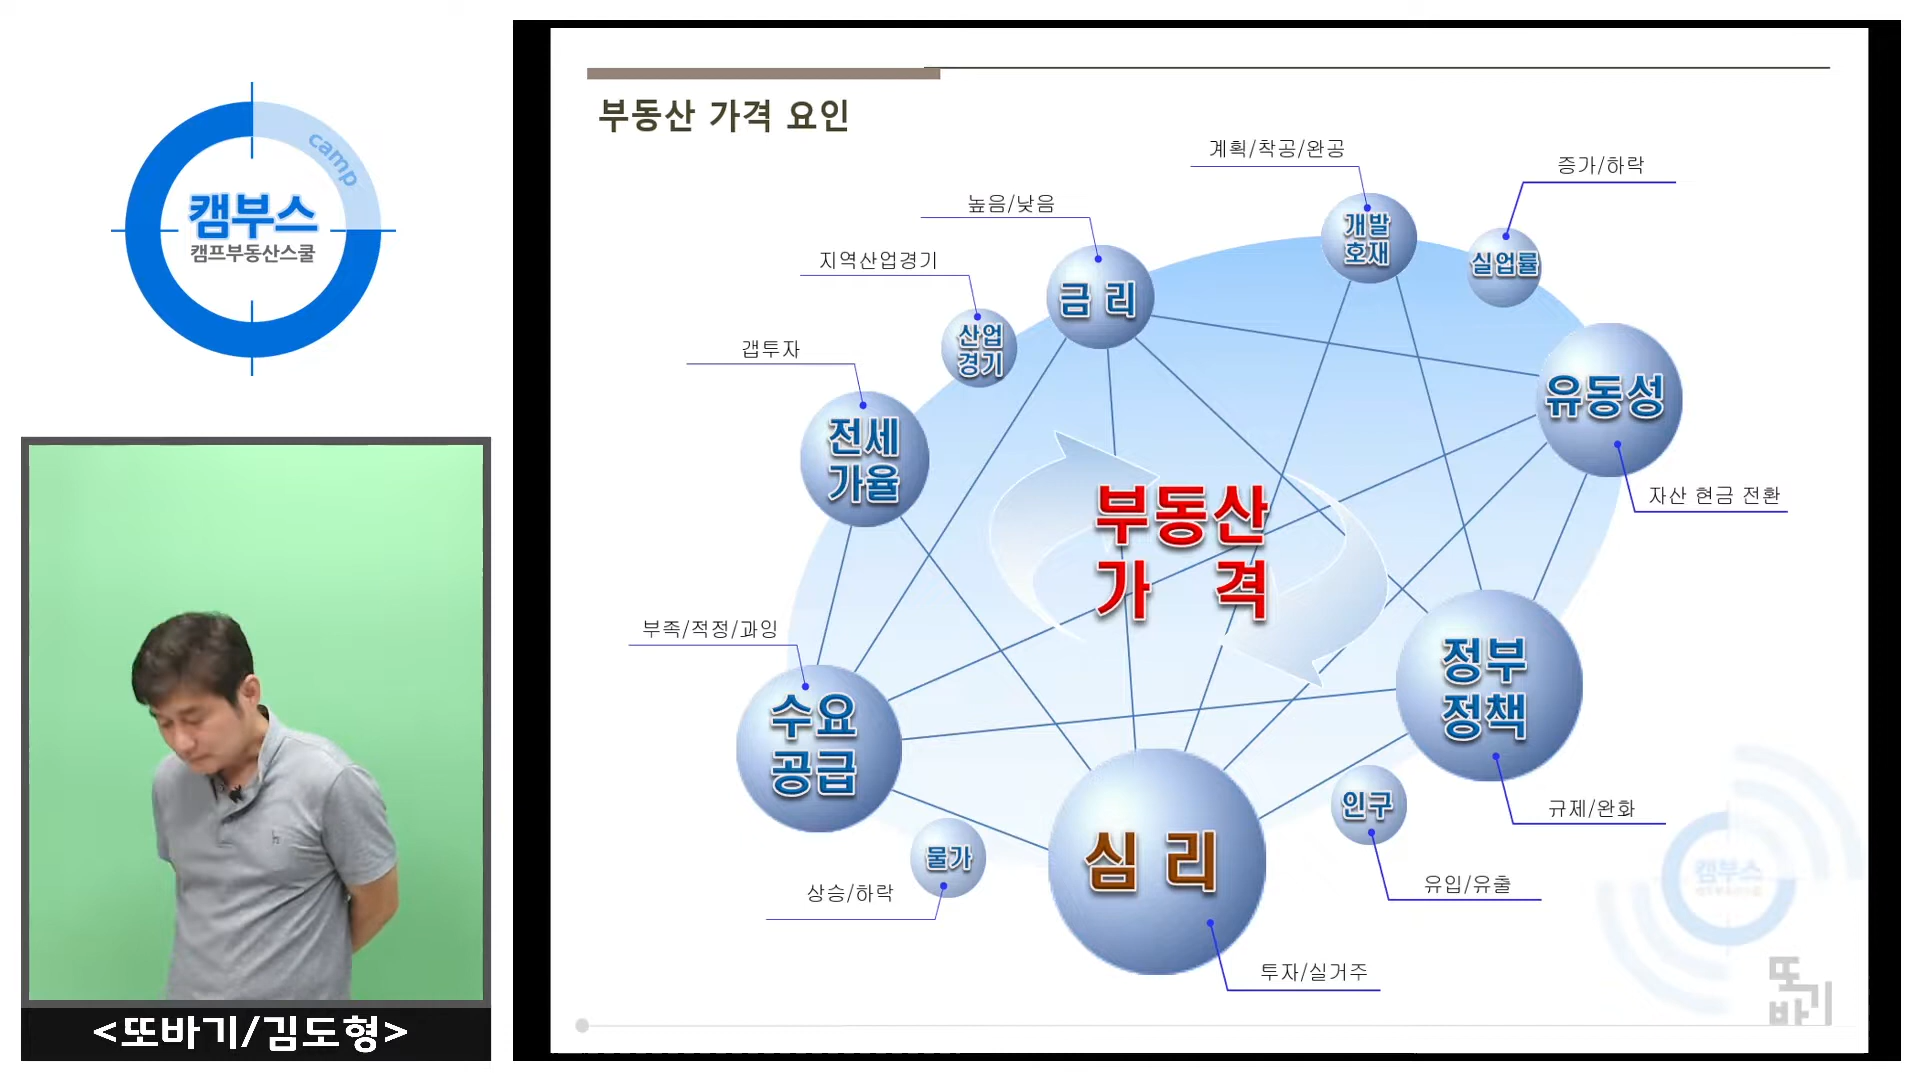 camp
캠부스
캠프부동산스쿨
<또바기/김도형>
부동산 가격 요인
계획/착공/완공
증가/하락
높음/낮음
개발
호재
실업률
지역산업경기
금 리
산업
경기
갭투자
유동성
전세
가율
자산 현금 전환
부동산
가 격
부족/적정/과잉
정부
정책
수요
공급
인구
규제/완화
물가
심 리
상승/하락
유입/유출
투자/실거주
캠부스
또
바기